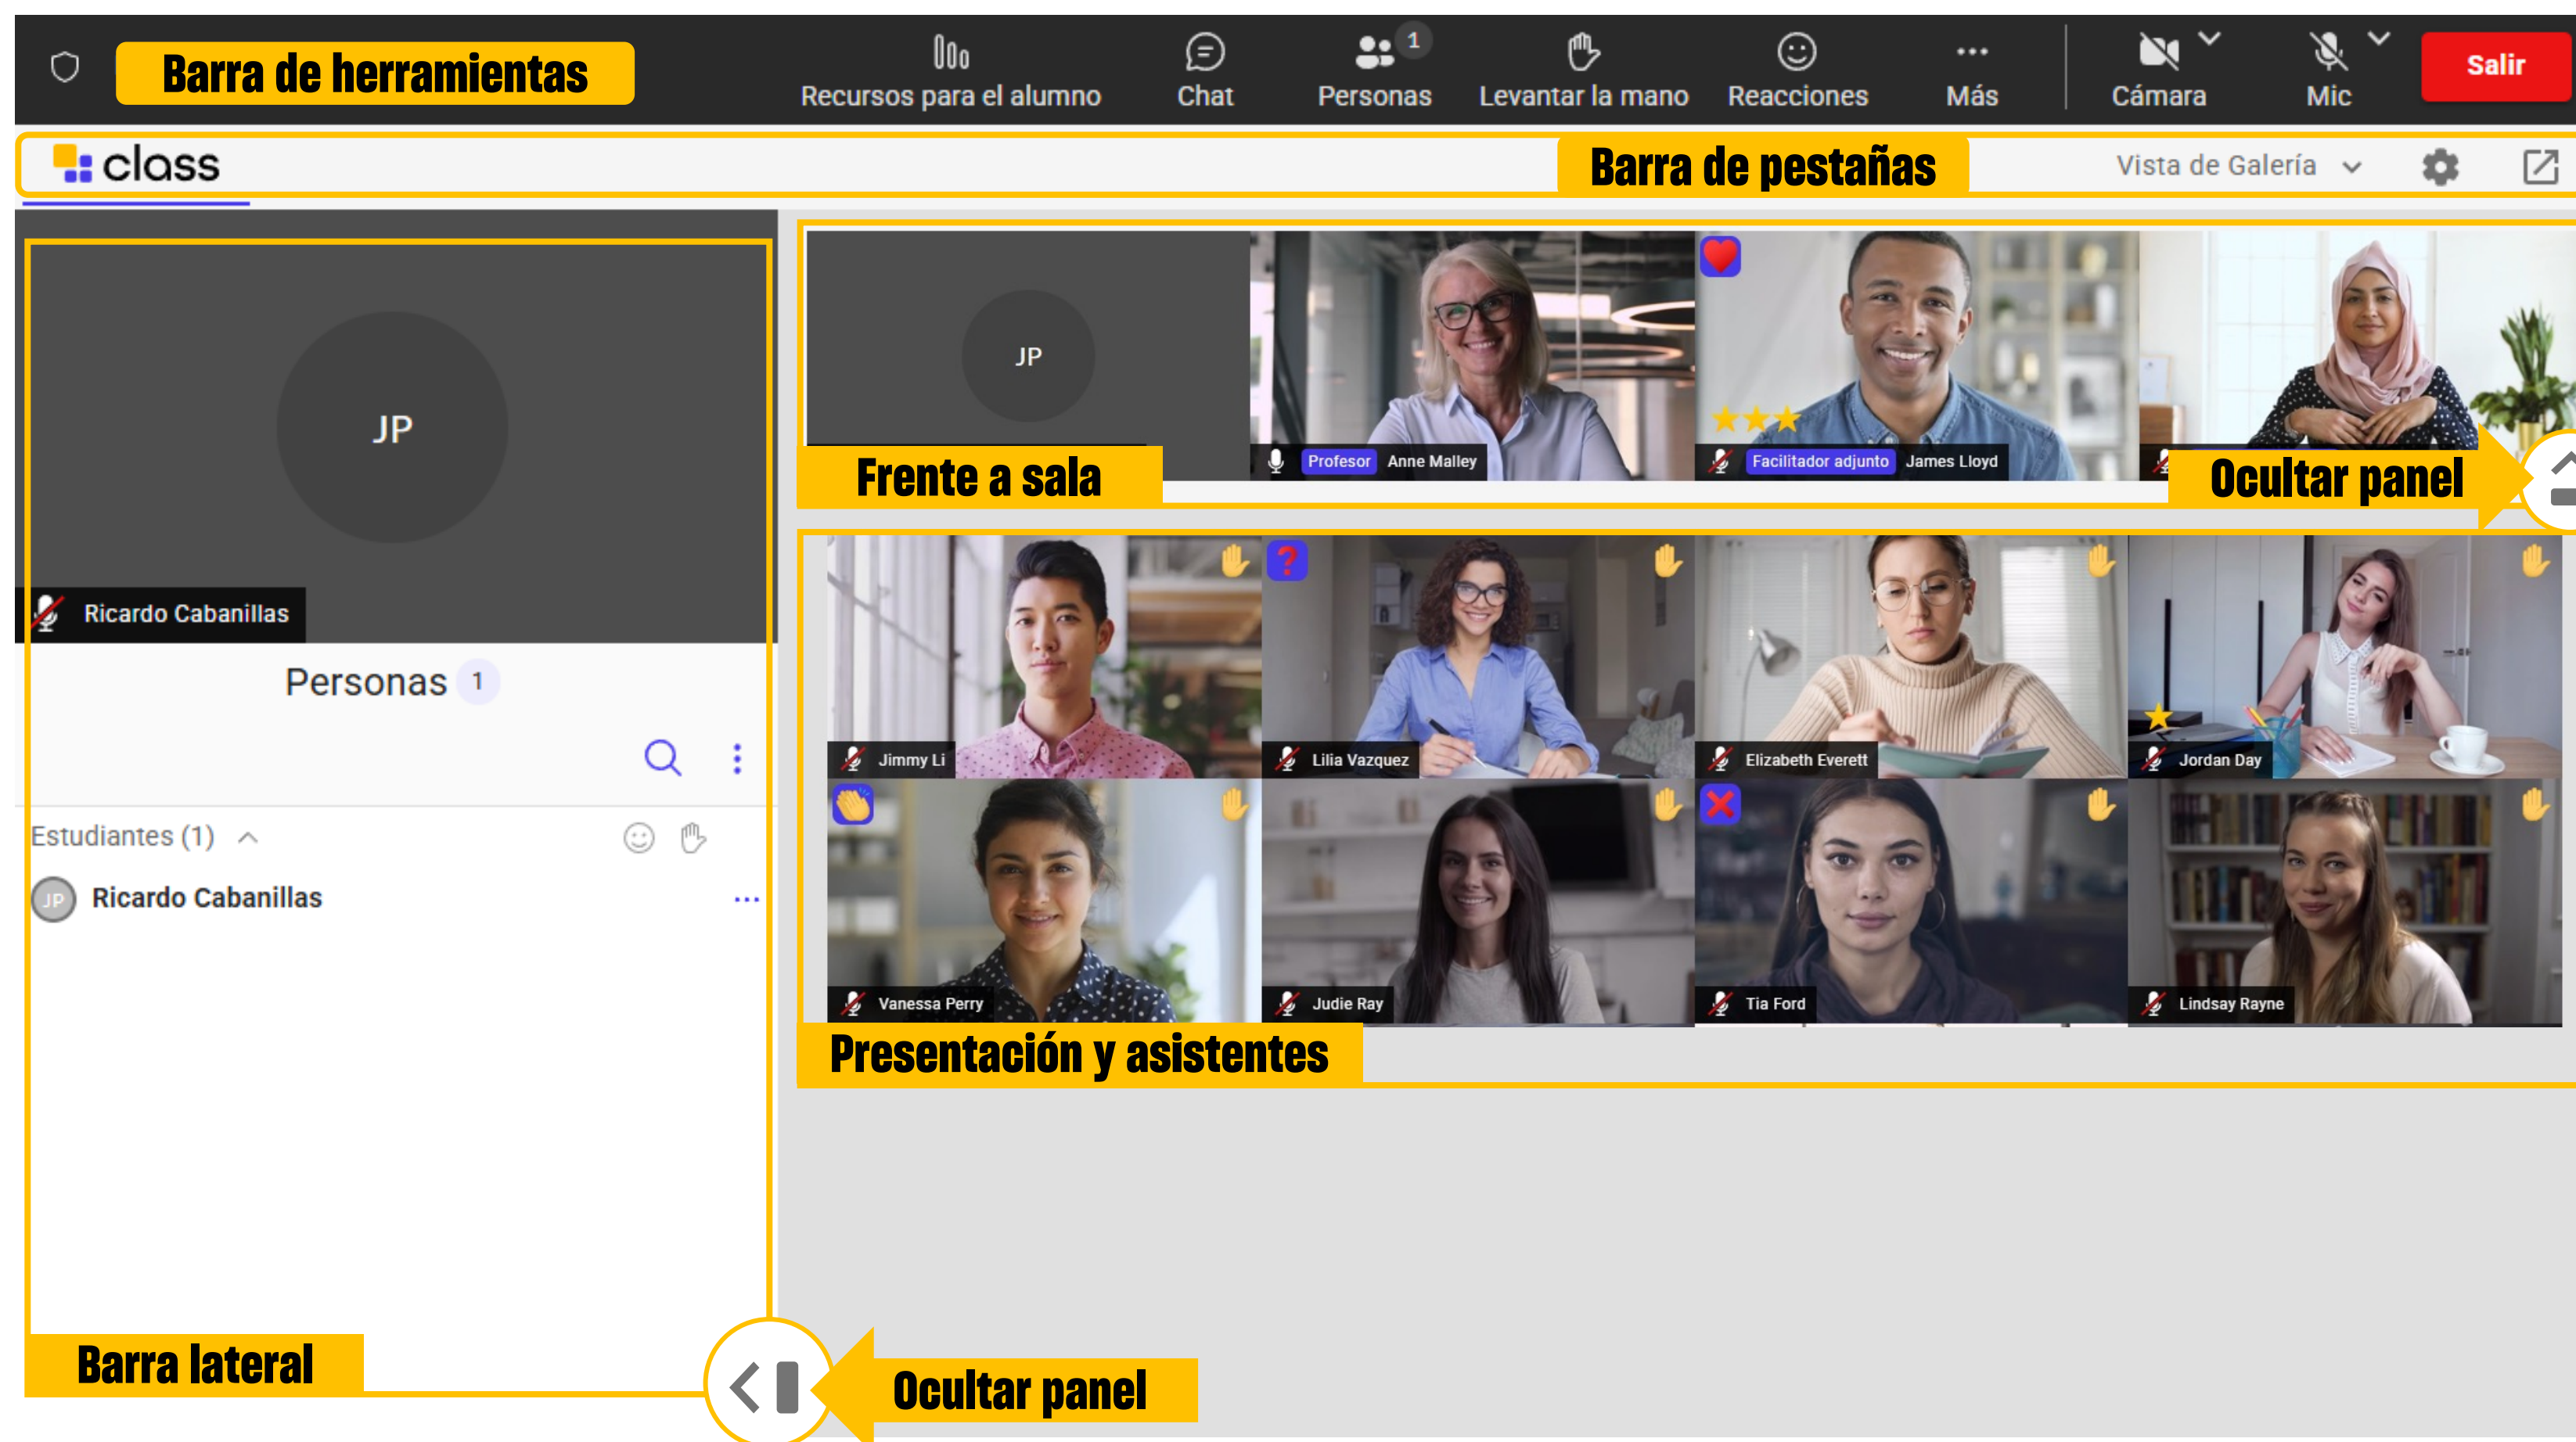 Barra de herramientas
Recursos para el alumno
Chat
1
Personas
Levantar la mano
Reacciones
Más
Cámara
Mic
Salir
class
Barra de pestañas
Vista de Galería
JP
Ricardo Cabanillas
Personas 1
Estudiantes (1)
JP Ricardo Cabanillas
Barra lateral
Ocultar panel
JP
Frente a sala
Profesor Anne Malley
Facilitador adjunto James Lloyd
Ocultar panel
Jimmy Li
Lilia Vazquez
Elizabeth Everett
Jordan Day
Vanessa Perry
Judie Ray
Tia Ford
Lindsay Rayne
Presentación y asistentes